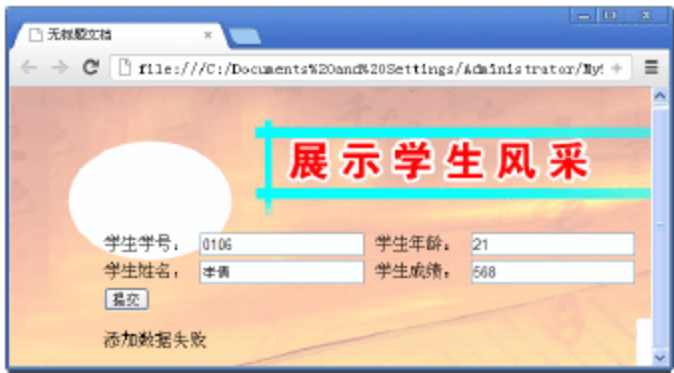 无标题文档
file:///C:/Documents%20and%20Settings/Administrator/My
展示学生风采
学生学号： 0106 学生年龄： 21
学生姓名： 李倩 学生成绩： 568
提交
添加数据失败